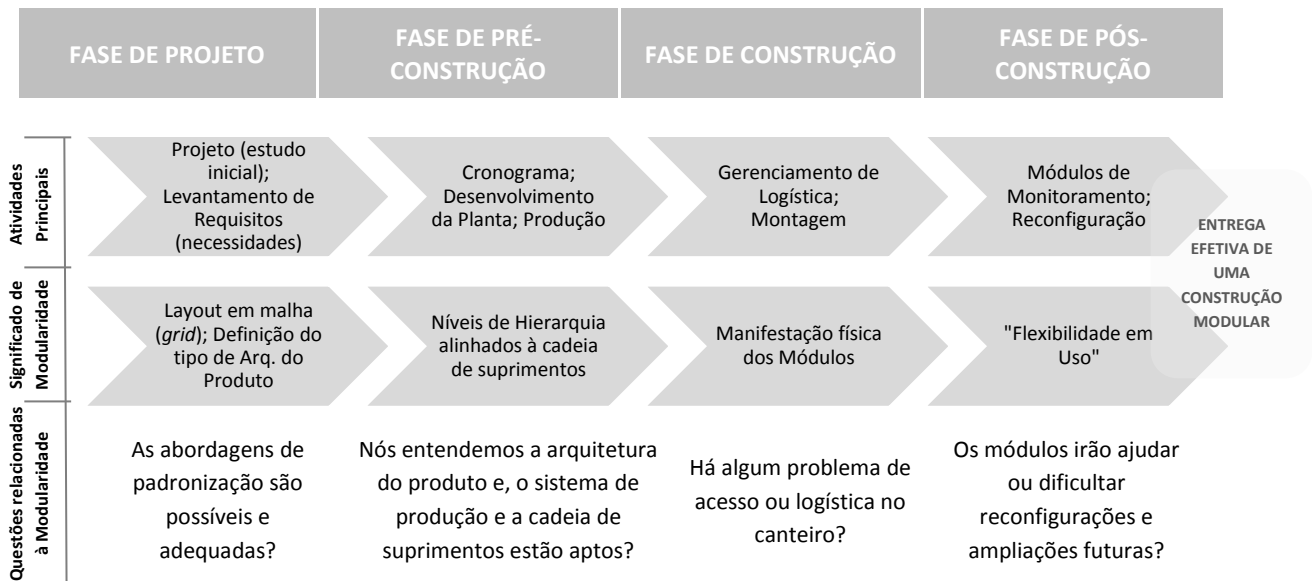 FASE DE PROJETO
FASE DE PRÉ-
CONSTRUÇÃO
FASE DE CONSTRUÇÃO
FASE DE PÓS-
CONSTRUÇÃO
Atividades
Principais
Projeto (estudo
inicial);
Levantamento de
Requisitos
(necessidades)
Cronograma;
Desenvolvimento
da Planta; Produção
Gerenciamento de
Logística;
Montagem
Módulos de
Monitoramento;
Reconfiguração
ENTREGA
EFETIVA DE
UMA
CONSTRUÇÃO
MODULAR
Significado de
Modularidade
Layout em malha
(grid); Definição do
tipo de Arq. do
Produto
Níveis de Hierarquia
alinhados à cadeia
de suprimentos
Manifestação física
dos Módulos
"Flexibilidade em
Uso"
Questões relacionadas
à Modularidade
As abordagens de
padronização são
possíveis e
adequadas?
Nós entendemos a arquitetura
do produto e, o sistema de
produção e a cadeia de
suprimentos estão aptos?
Há algum problema de
acesso ou logística no
canteiro?
Os módulos irão ajudar
ou dificultar
reconfigurações e
ampliações futuras?